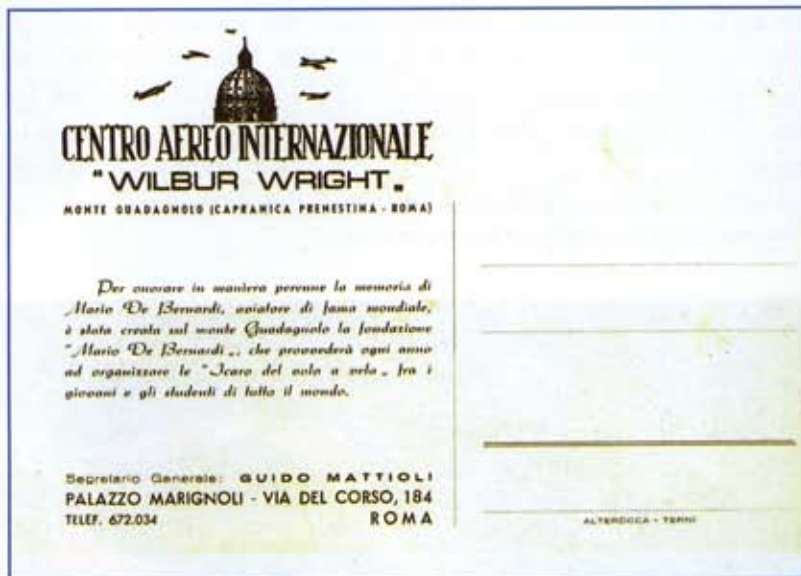 CENTRO AEREO INTERNAZIONALE
"WILBUR WRIGHT„
MONTE GUADAGNOLO (CAPRANICA PRENESTINA - ROMA)
Per onorare in maniera perenne la memoria di
Mario De Bernardi, aviatore di fama mondiale,
è stata creata sul monte Guadagnolo la fondazione
"Mario De Bernardi„, che provvederà ogni anno
ad organizzare le "Icaro del volo a vela„ fra i
giovani e gli studenti di tutto il mondo.
Segretario Generale: GUIDO MATTIOLI
PALAZZO MARIGNOLI - VIA DEL CORSO, 184
TELEF. 672.034 ROMA
ALTEROCCA - TERNI